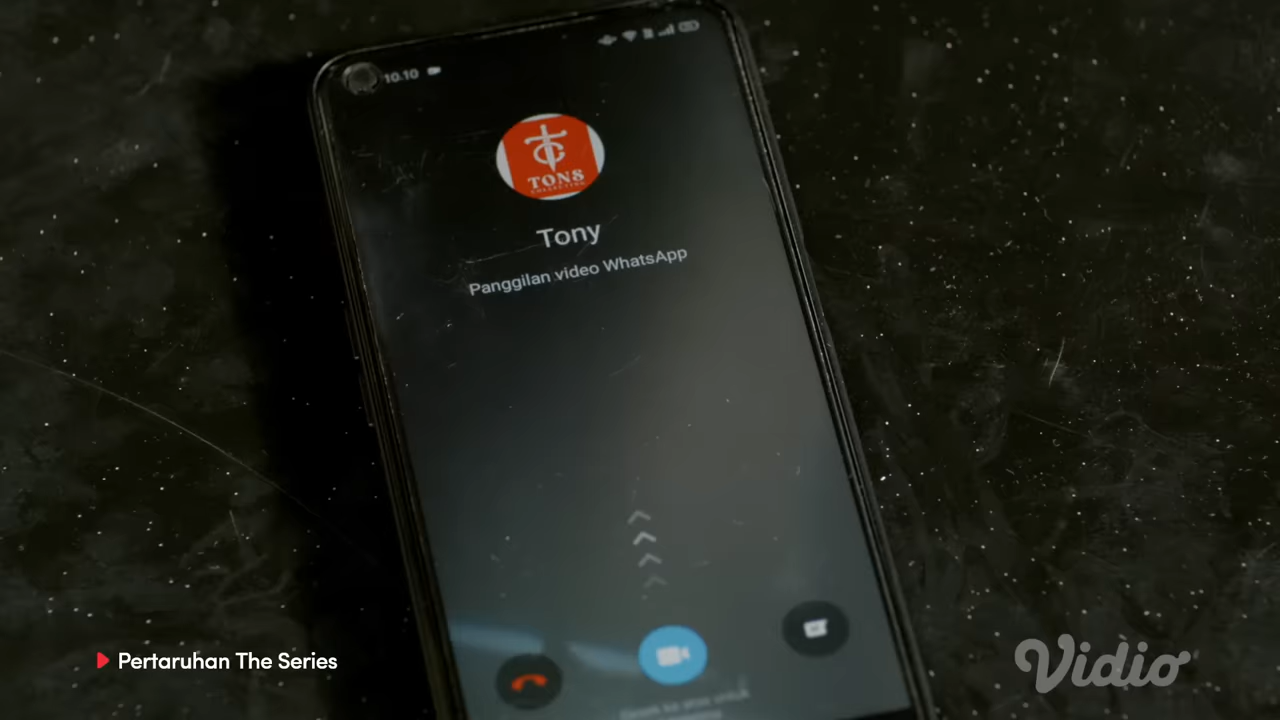 10.10
TONS
Tony
Panggilan video WhatsApp
Pertaruhan The Series
Vidio